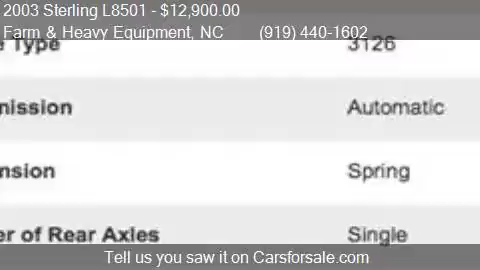 2003 Sterling L8501 - $12,900.00
Farm & Heavy Equipment, NC (919) 440-1602
e Type 3126
mission Automatic
nsion Spring
er of Rear Axles Single
Tell us you saw it on Carsforsale.com